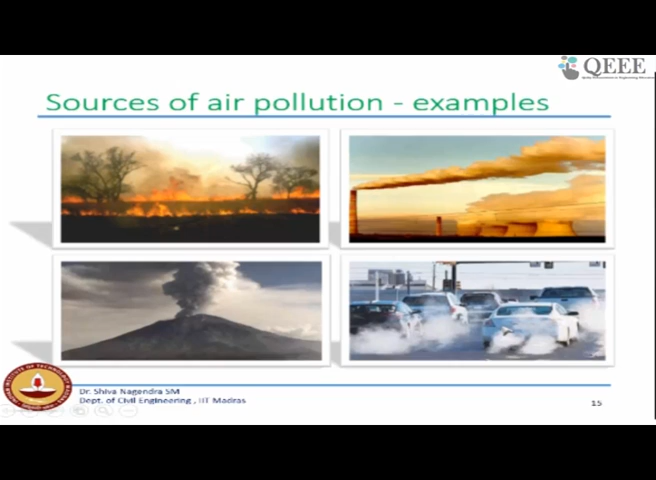 QEEE
Sources of air pollution - examples
Dr. Shiva Nagendra SM
Dept. of Civil Engineering , IIT Madras
15